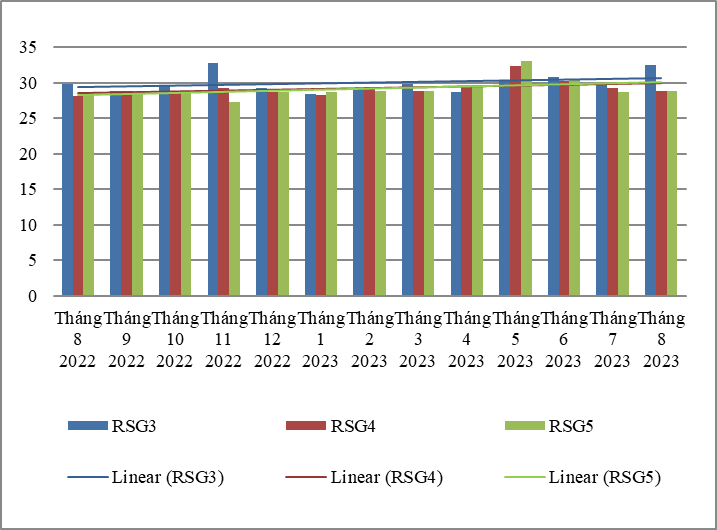 35
30
25
20
15
10
5
0
Tháng Tháng Tháng Tháng Tháng Tháng Tháng Tháng Tháng Tháng Tháng Tháng Tháng
8 9 10 11 12 1 2 3 4 5 6 7 8
2022 2022 2022 2022 2022 2023 2023 2023 2023 2023 2023 2023 2023
RSG3 RSG4 RSG5
Linear (RSG3) Linear (RSG4) Linear (RSG5)